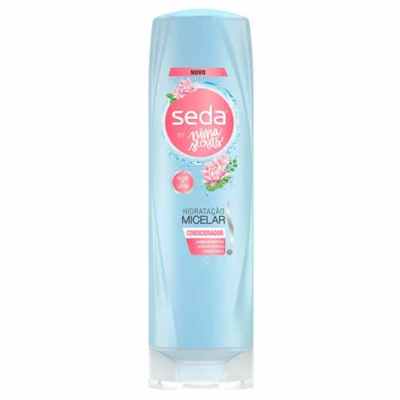 NOVO
seda
by
niina
secrets
HIDRATAÇÃO
MICELAR
CONDICIONADOR